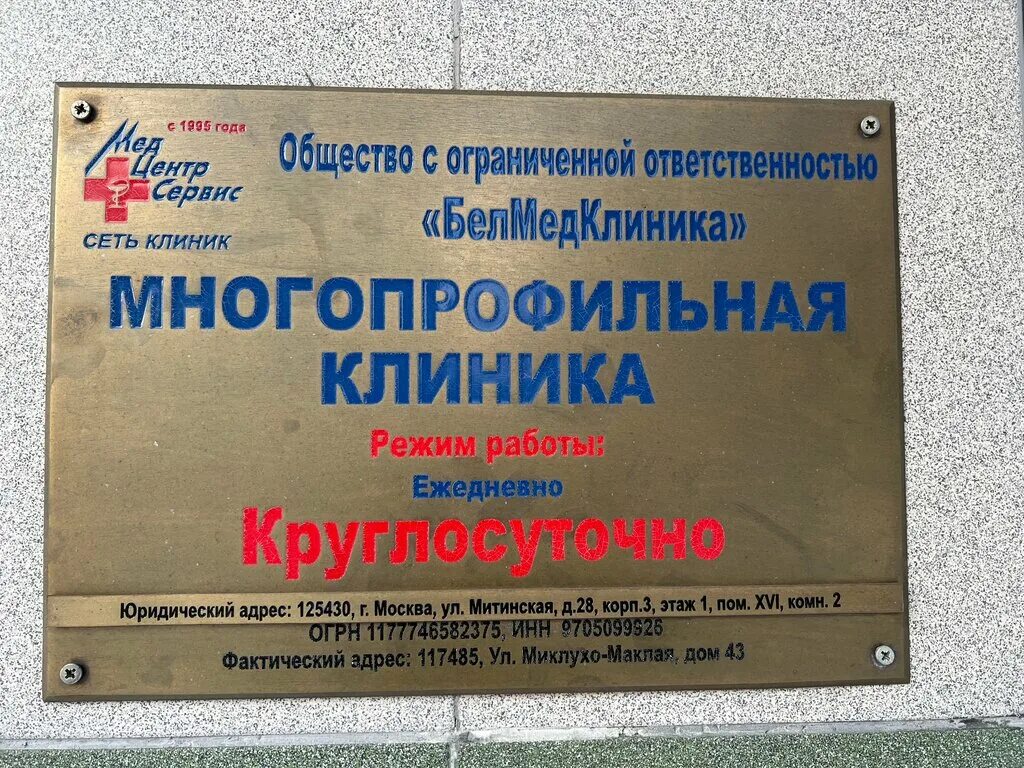 с 1995 года
Мед
Центр
Сервис
СЕТЬ КЛИНИК
Общество с ограниченной ответственностью
«БелМедКлиника»
МНОГОПРОФИЛЬНАЯ
КЛИНИКА
Режим работы:
Ежедневно
Круглосуточно
Юридический адрес: 125430, г. Москва, ул. Митинская, д.28, корп.3, этаж 1, пом. XVI, комн. 2
ОГРН 1177746582375, ИНН 9705099926
Фактический адрес: 117485, Ул. Миклухо-Маклая, дом 43